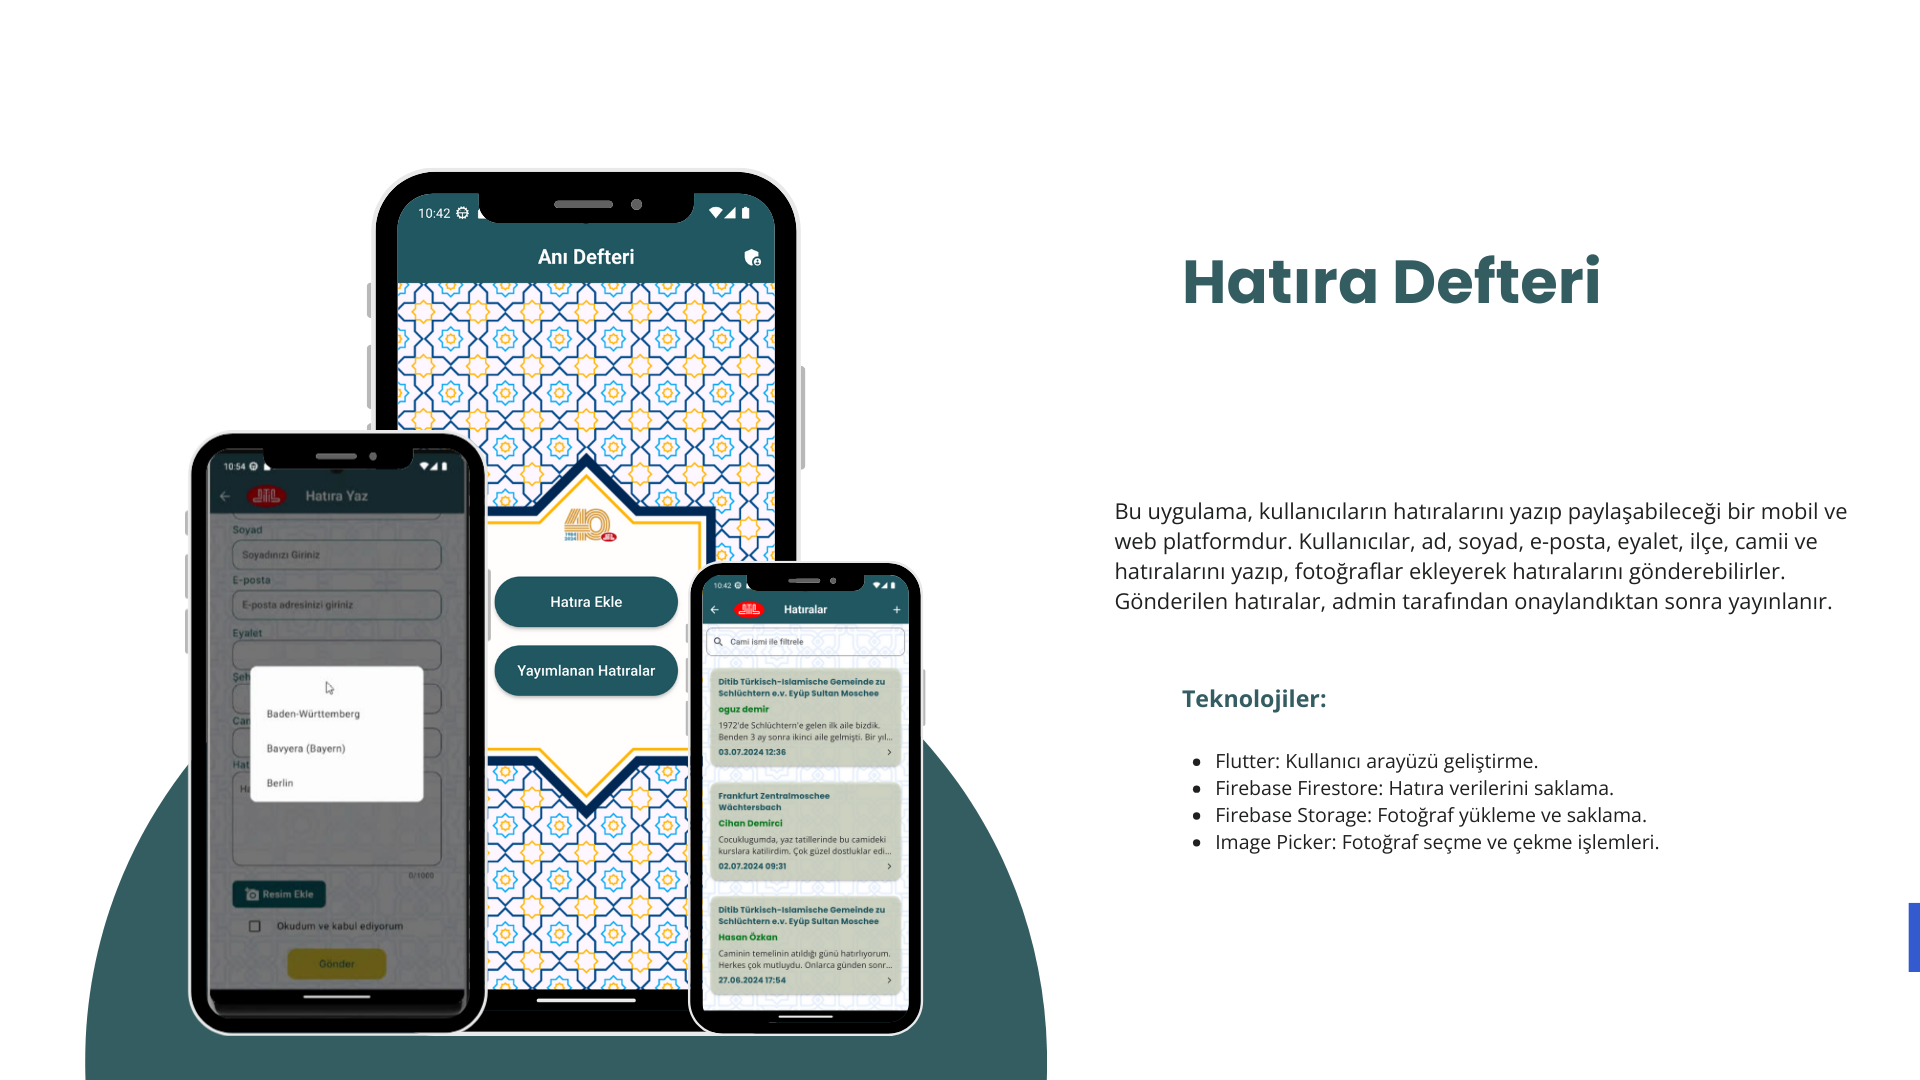 Hatıra Defteri
Bu uygulama, kullanıcıların hatıralarını yazıp paylaşabileceği bir mobil ve
web platformdur. Kullanıcılar, ad, soyad, e-posta, eyalet, ilçe, camii ve
hatıralarını yazıp, fotoğraflar ekleyerek hatıralarını gönderebilirler.
Gönderilen hatıralar, admin tarafından onaylandıktan sonra yayınlanır.
Teknolojiler:
Flutter: Kullanıcı arayüzü geliştirme.
Firebase Firestore: Hatıra verilerini saklama.
Firebase Storage: Fotoğraf yükleme ve saklama.
Image Picker: Fotoğraf seçme ve çekme işlemleri.
10:42
Anı Defteri
40
Hatıra Ekle
Yayımlanan Hatıralar
10:54
Hatıra Yaz
Soyad
Soyadınızı Giriniz
E-posta
E-posta adresinizi giriniz
Eyalet
Şeh
Baden-Württemberg
Cam
Bavyera (Bayern)
Hat
Berlin
0/1000
Resim Ekle
Okudum ve kabul ediyorum
Gönder
10:42
Hatıralar
Cami ismi ile filtrele
Ditib Türkisch-Islamische Gemeinde zu
Schlüchtern e.v. Eyüp Sultan Moschee
oguz demir
1972'de Schlüchtern'e gelen ilk aile bizdik.
Benden 3 ay sonra ikinci aile gelmişti. Bir yıl...
03.07.2024 12:36
Frankfurt Zentralmoschee
Wächtersbach
Cihan Demirci
Cocuklugumda, yaz tatillerinde bu camideki
kurslara katilirdim. Çok güzel dostluklar edi...
02.07.2024 09:31
Ditib Türkisch-Islamische Gemeinde zu
Schlüchtern e.v. Eyüp Sultan Moschee
Hasan Özkan
Caminin temelinin atıldığı günü hatırlıyorum.
Herkes çok mutluydu. Onlarca günden sonr...
27.06.2024 17:54